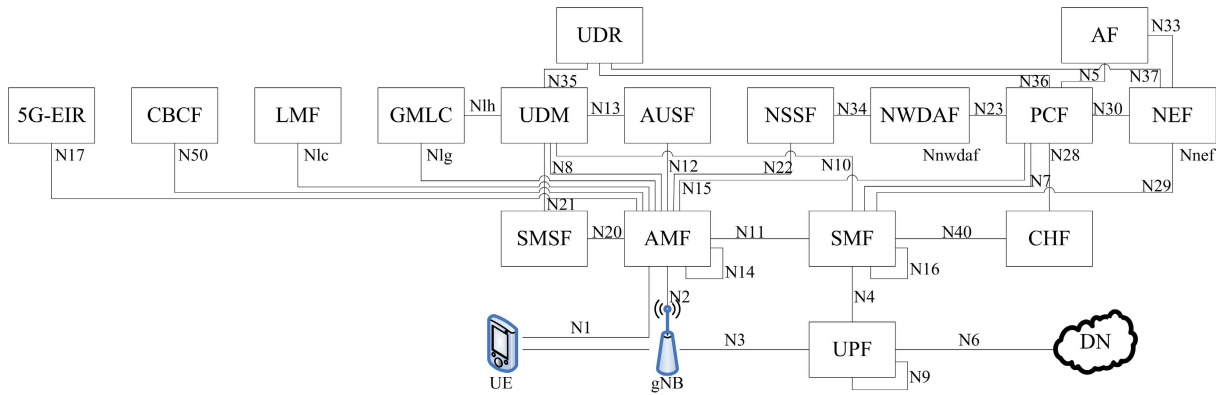 UDR
AF
N33
N35
N36
N5
N37
5G-EIR
CBCF
LMF
GMLC
Nlh
UDM
N13
AUSF
NSSF
N34
NWDAF
N23
PCF
N30
NEF
N17
N50
Nlc
Nlg
N8
N12
N22
N10
Nnwdaf
N28
Nnef
N15
N7
N29
N21
SMSF
N20
AMF
N11
SMF
N40
CHF
N14
N16
N2
N4
N1
N3
UPF
N6
DN
UE
gNB
N9